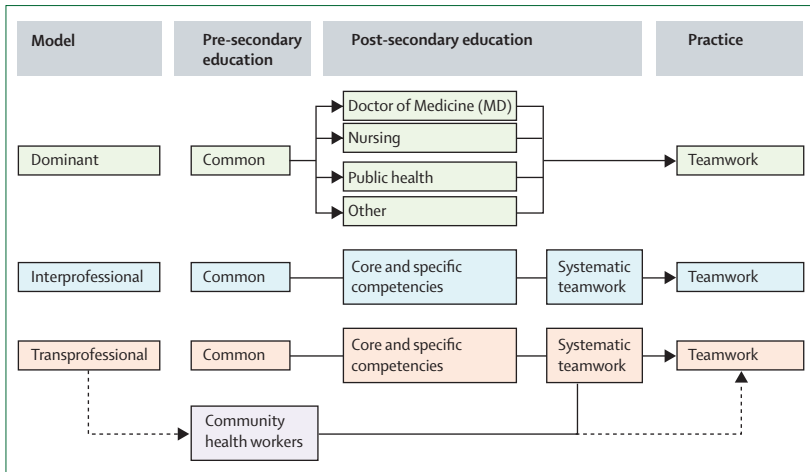 Model
Pre-secondary
education
Post-secondary education
Practice
Dominant
Common
Doctor of Medicine (MD)
Nursing
Public health
Other
Teamwork
Interprofessional
Common
Core and specific
competencies
Systematic
teamwork
Teamwork
Transprofessional
Common
Core and specific
competencies
Systematic
teamwork
Teamwork
Community
health workers